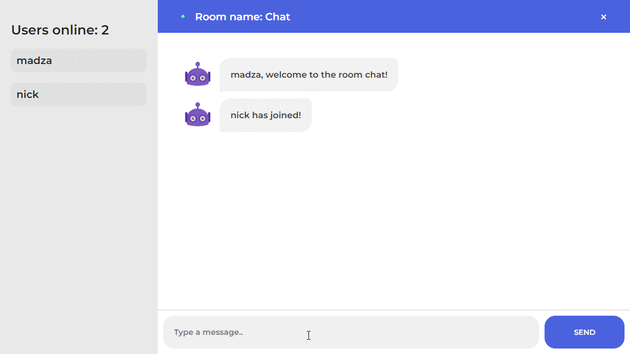 Users online: 2
madza
nick
Room name: Chat
×
madza, welcome to the room chat!
nick has joined!
Type a message..
SEND